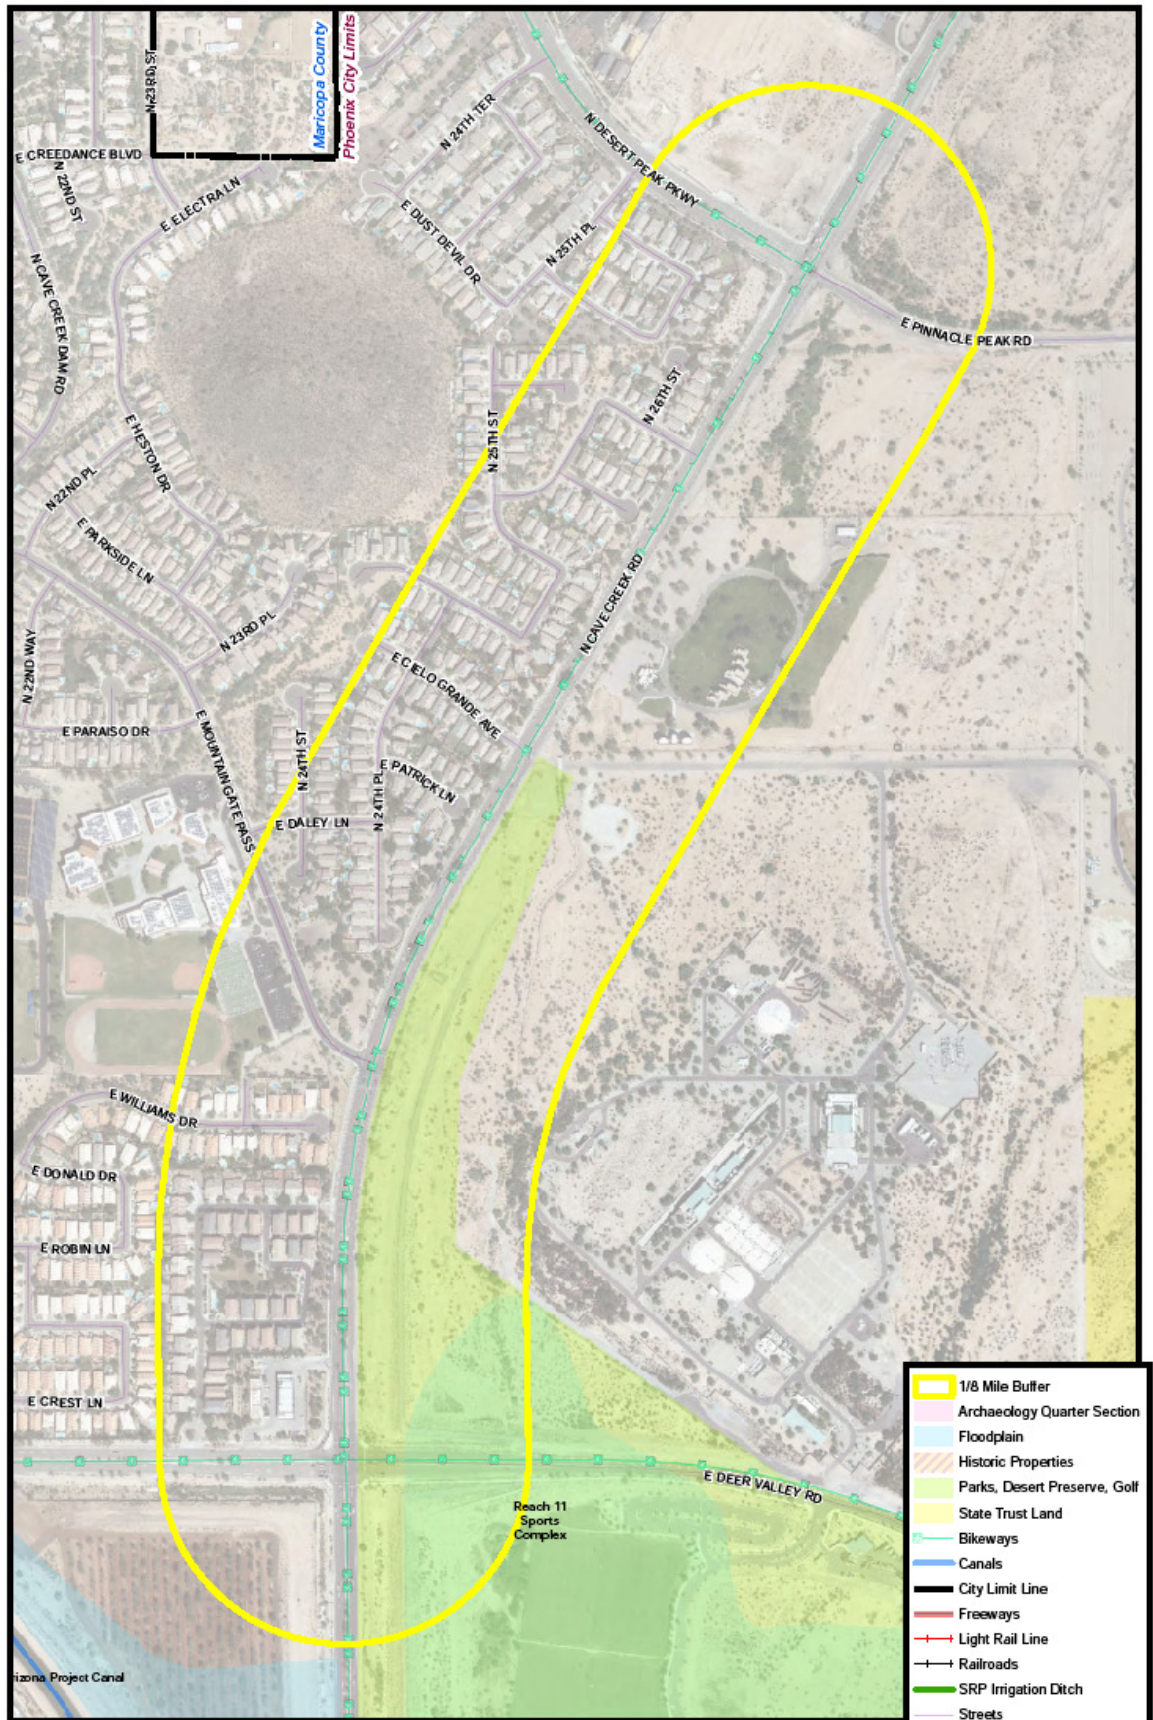 N 23RD ST
Maricopa County
Phoenix City Limits
E CREEDANCE BLVD
N 22ND ST
E ELECTRA LN
N 24TH TER
N DESERT PEAK PKWY
E DUST DEVIL DR
N 25TH PL
N CAVE CREEK DAM RD
E PINNACLE PEAK RD
N 26TH ST
N 25TH ST
E HESTON DR
N 22ND PL
E PARKSIDE LN
N CAVE CREEK RD
N 23RD PL
N 22ND WAY
E CIELO GRANDE AVE
E PARAISO DR
E MOUNTAIN GATE PASS
N 24TH ST
E PATRICK LN
N 24TH PL
E DALEY LN
E WILLIAMS DR
E DONALD DR
E ROBIN LN
E CREST LN
E DEER VALLEY RD
Reach 11
Sports
Complex
rizona Project Canal
1/8 Mile Buffer
Archaeology Quarter Section
Floodplain
Historic Properties
Parks, Desert Preserve, Golf
State Trust Land
Bikeways
Canals
City Limit Line
Freeways
Light Rail Line
Railroads
SRP Irrigation Ditch
Streets